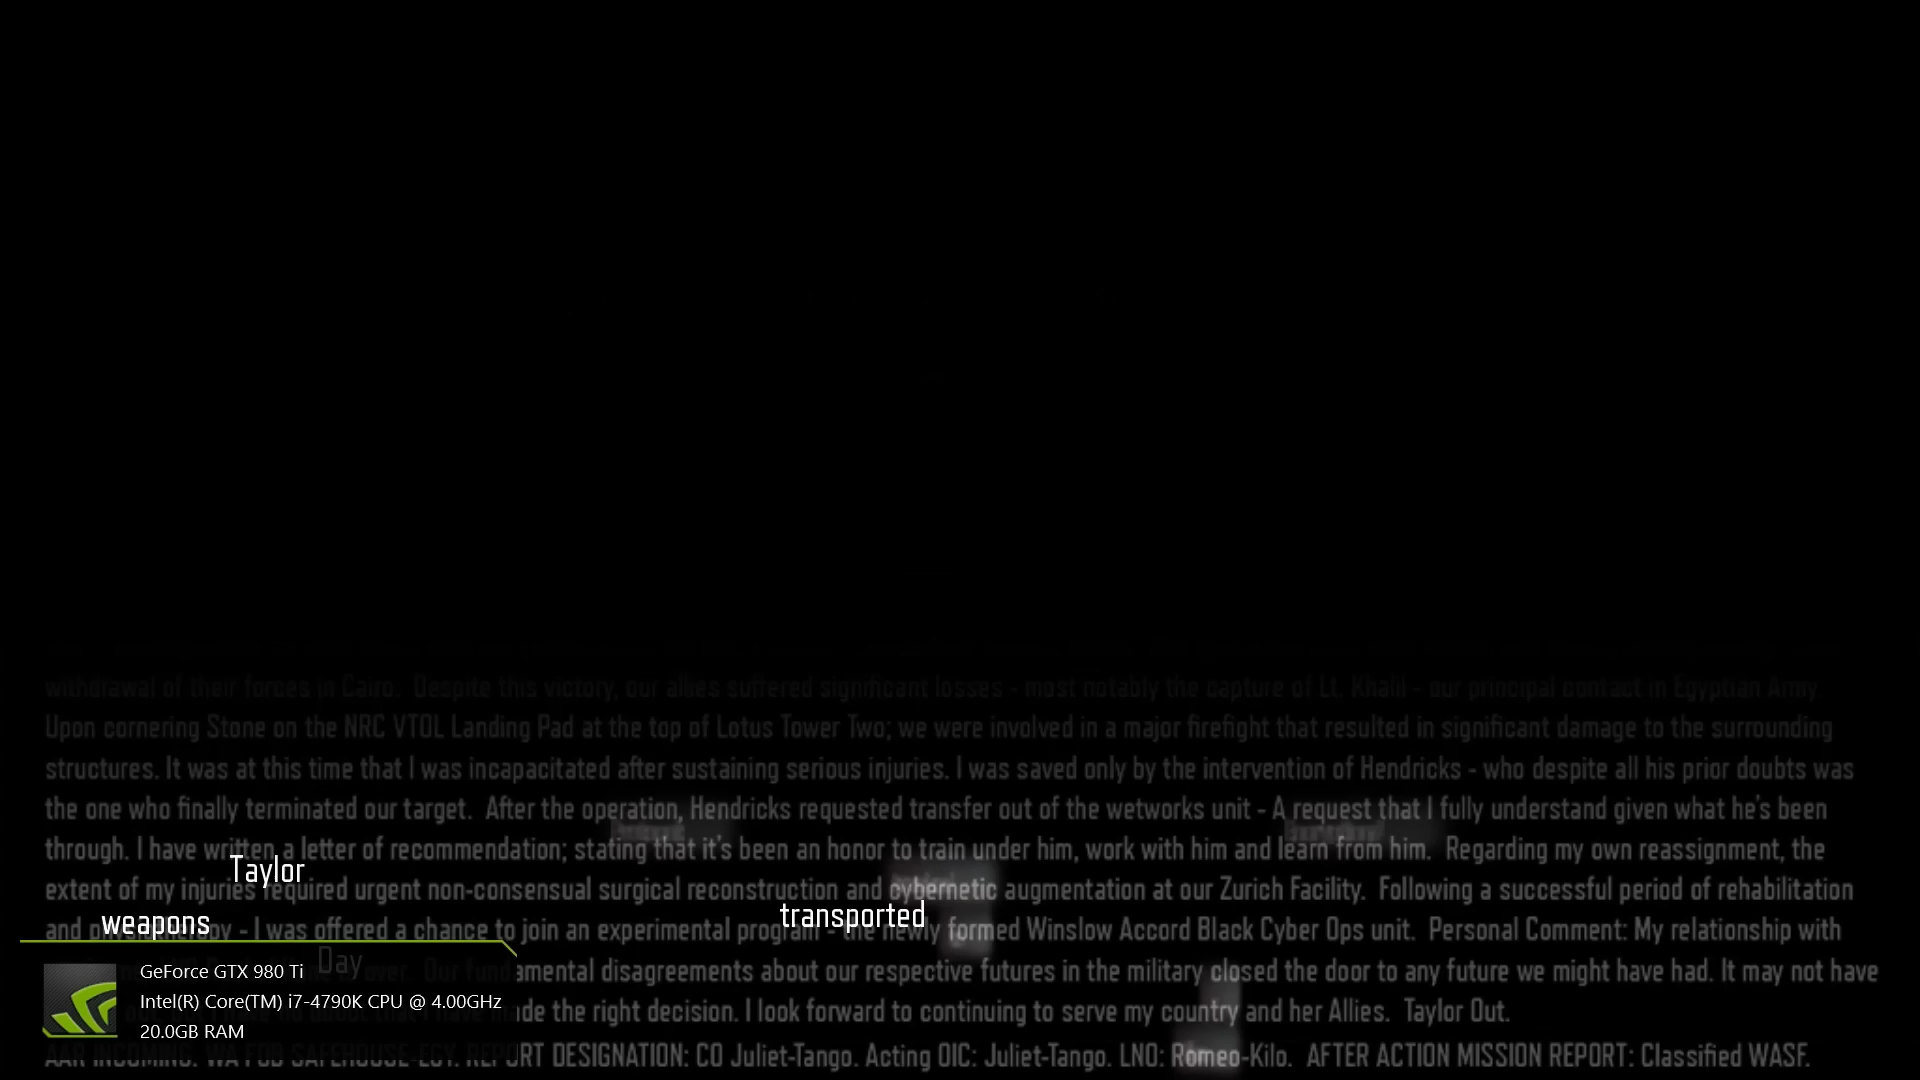 withdrawal of their forces in Cairo. Despite this victory, our allies suffered significant losses - most notably the capture of Lt. Khalil - our principal contact in Egyptian Army.
Upon cornering Stone on the NRC VTOL Landing Pad at the top of Lotus Tower Two; we were involved in a major firefight that resulted in significant damage to the surrounding
structures. It was at this time that I was incapacitated after sustaining serious injuries. I was saved only by the intervention of Hendricks - who despite all his prior doubts was
the one who finally terminated our target. After the operation, Hendricks requested transfer out of the wetworks unit - A request that I fully understand given what he's been
through. I have written a letter of recommendation; stating that it's been an honor to train under him, work with him and learn from him. Regarding my own reassignment, the
Taylor
extent of my injuries required urgent non-consensual surgical reconstruction and cybernetic augmentation at our Zurich Facility. Following a successful period of rehabilitation
weapons
transported
and physiotherapy - I was offered a chance to join an experimental program - the newly formed Winslow Accord Black Cyber Ops unit. Personal Comment: My relationship with
Day
over. Our fundamental disagreements about our respective futures in the military closed the door to any future we might have had. It may not have
made the right decision. I look forward to continuing to serve my country and her Allies. Taylor Out.
GeForce GTX 980 Ti
Intel(R) Core(TM) i7-4790K CPU @ 4.00GHz
20.0GB RAM
AAR INCOMING. WA FOB SAFEHOUSE-EGY. REPORT DESIGNATION: CO Juliet-Tango. Acting OIC: Juliet-Tango. LNO: Romeo-Kilo. AFTER ACTION MISSION REPORT: Classified WASF.